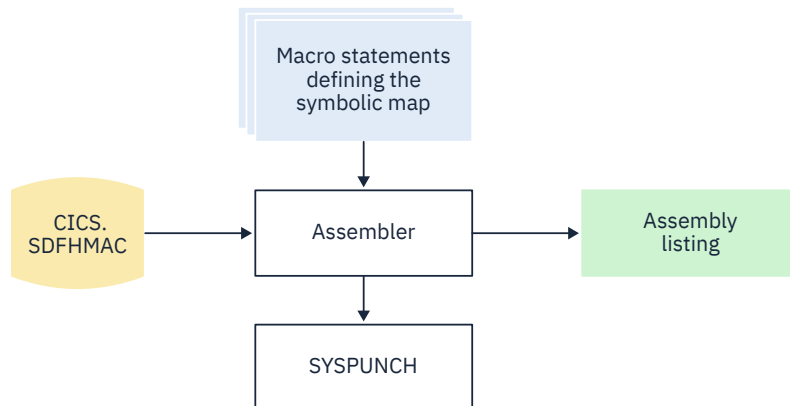 Macro statements
defining the
symbolic map
CICS.
SDFHMAC
Assembler
Assembly
listing
SYSPUNCH